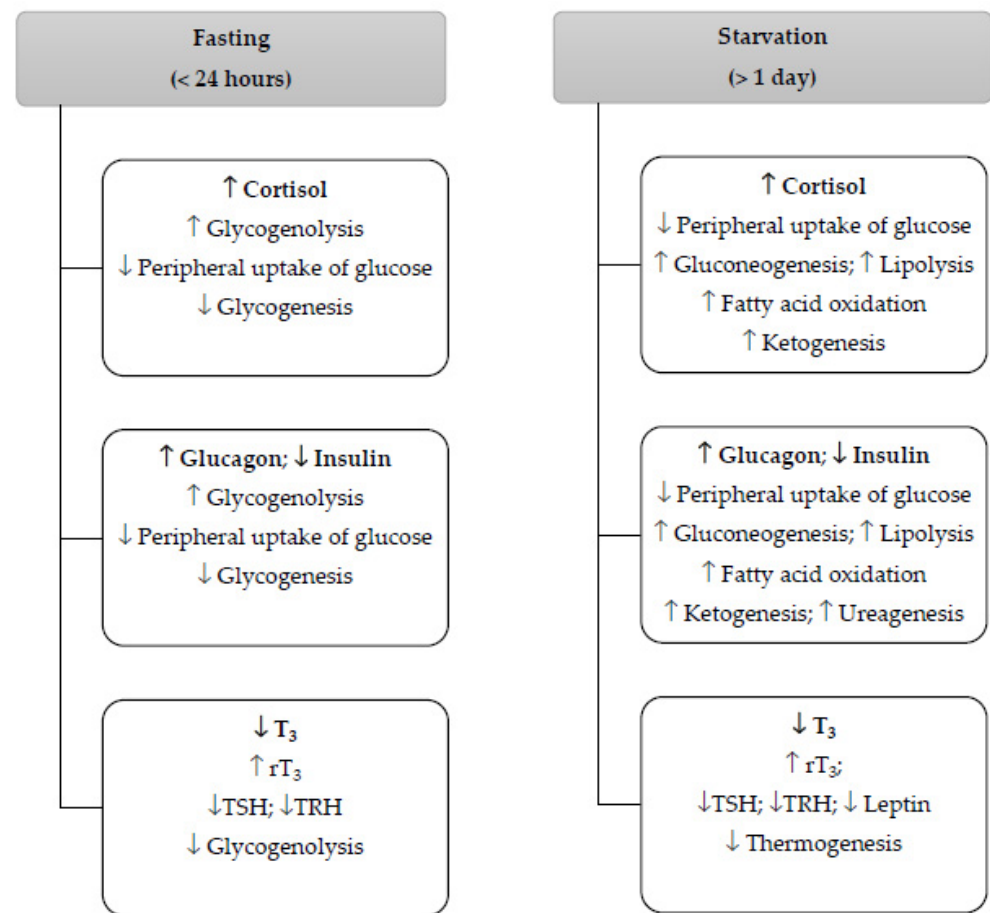 Fasting
(< 24 hours)
↑ Cortisol
↑ Glycogenolysis
↓ Peripheral uptake of glucose
↓ Glycogenesis
↑ Glucagon; ↓ Insulin
↑ Glycogenolysis
↓ Peripheral uptake of glucose
↓ Glycogenesis
↓ T₃
↑ rT₃
↓TSH; ↓TRH
↓ Glycogenolysis
Starvation
(> 1 day)
↑ Cortisol
↓ Peripheral uptake of glucose
↑ Gluconeogenesis; ↑ Lipolysis
↑ Fatty acid oxidation
↑ Ketogenesis
↑ Glucagon; ↓ Insulin
↓ Peripheral uptake of glucose
↑ Gluconeogenesis; ↑ Lipolysis
↑ Fatty acid oxidation
↑ Ketogenesis; ↑ Ureagenesis
↓ T₃
↑ rT₃;
↓TSH; ↓TRH; ↓ Leptin
↓ Thermogenesis